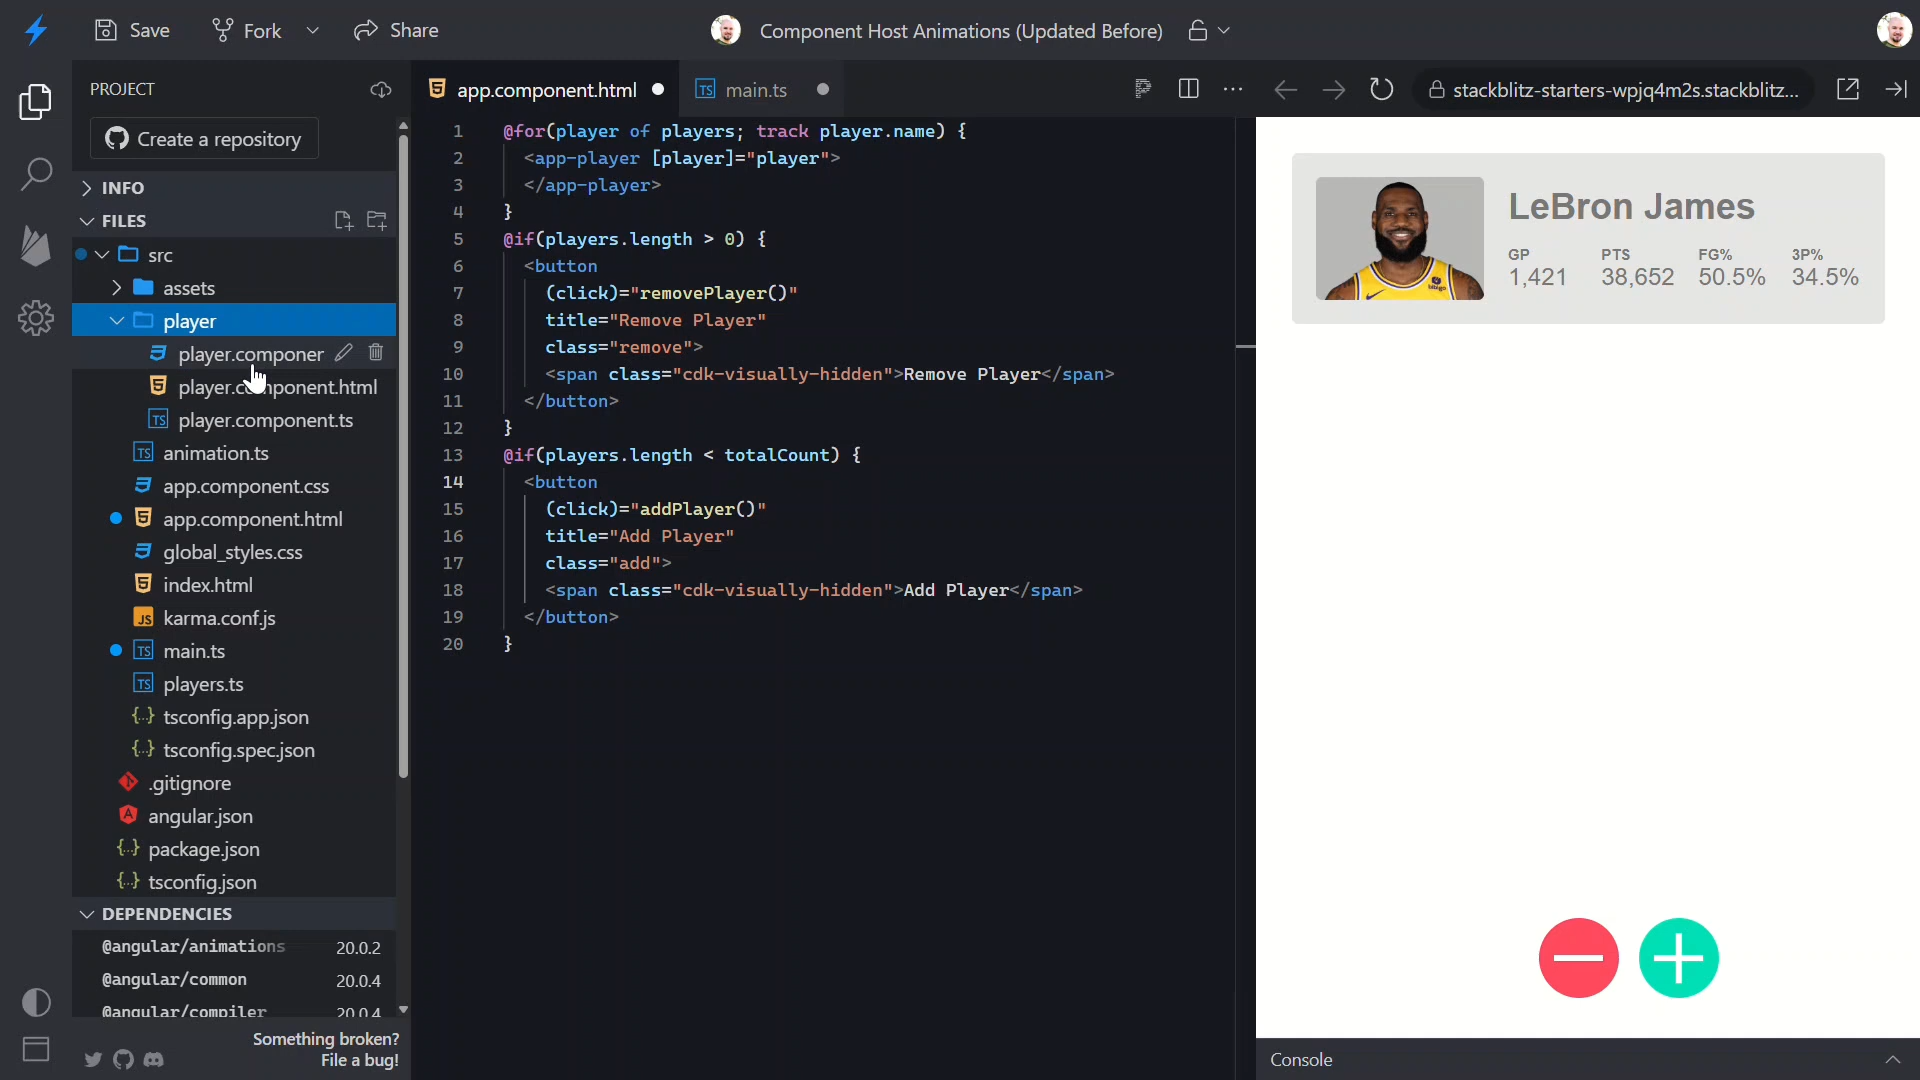 Save
Fork
Share
Component Host Animations (Updated Before)
PROJECT
Create a repository
INFO
FILES
src
assets
player
player.componer
player.component.html
player.component.ts
animation.ts
app.component.css
app.component.html
global_styles.css
index.html
karma.conf.js
main.ts
players.ts
tsconfig.app.json
tsconfig.spec.json
.gitignore
angular.json
package.json
tsconfig.json
DEPENDENCIES
@angular/animations 20.0.2
@angular/common 20.0.4
@angular/compiler 20.0.4
Something broken?
File a bug!
app.component.html
TS main.ts
1 @for(player of players; track player.name) {
2 <app-player [player]="player">
3 </app-player>
4 }
5 @if(players.length > 0) {
6 <button
7 (click)="removePlayer()"
8 title="Remove Player"
9 class="remove">
10 <span class="cdk-visually-hidden">Remove Player</span>
11 </button>
12 }
13 @if(players.length < totalCount) {
14 <button
15 (click)="addPlayer()"
16 title="Add Player"
17 class="add">
18 <span class="cdk-visually-hidden">Add Player</span>
19 </button>
20 }
stackblitz-starters-wpjq4m2s.stackblitz...
LeBron James
GP PTS FG% 3P%
1,421 38,652 50.5% 34.5%
Console